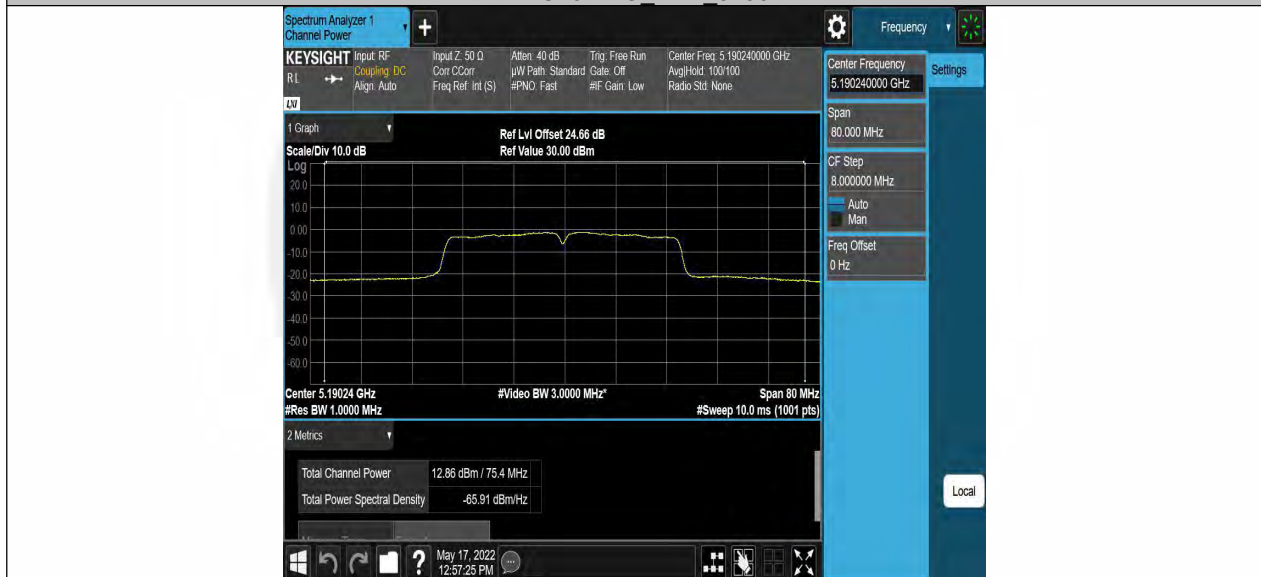 Spectrum Analyzer 1
Channel Power
+
Frequency
KEYSIGHT
RL
LXI
Input: RF
Coupling: DC
Align: Auto
Input Z: 50 Ω
Corr CCorr
Freq Ref: Int (S)
Atten: 40 dB
µW Path: Standard
#PNO: Fast
Trig: Free Run
Gate: Off
#IF Gain: Low
Center Freq: 5.190240000 GHz
Avg|Hold: 100/100
Radio Std: None
Center Frequency
5.190240000 GHz
Settings
Span
80.000 MHz
CF Step
8.000000 MHz
Auto
Man
Freq Offset
0 Hz
1 Graph
Scale/Div 10.0 dB
Ref Lvl Offset 24.66 dB
Ref Value 30.00 dBm
Log
20.0
10.0
0.00
-10.0
-20.0
-30.0
-40.0
-50.0
-60.0
Center 5.19024 GHz
#Video BW 3.0000 MHz*
Span 80 MHz
#Res BW 1.0000 MHz
#Sweep 10.0 ms (1001 pts)
2 Metrics
Total Channel Power 12.86 dBm / 75.4 MHz
Total Power Spectral Density -65.91 dBm/Hz
Local
?
May 17, 2022
12:57:25 PM